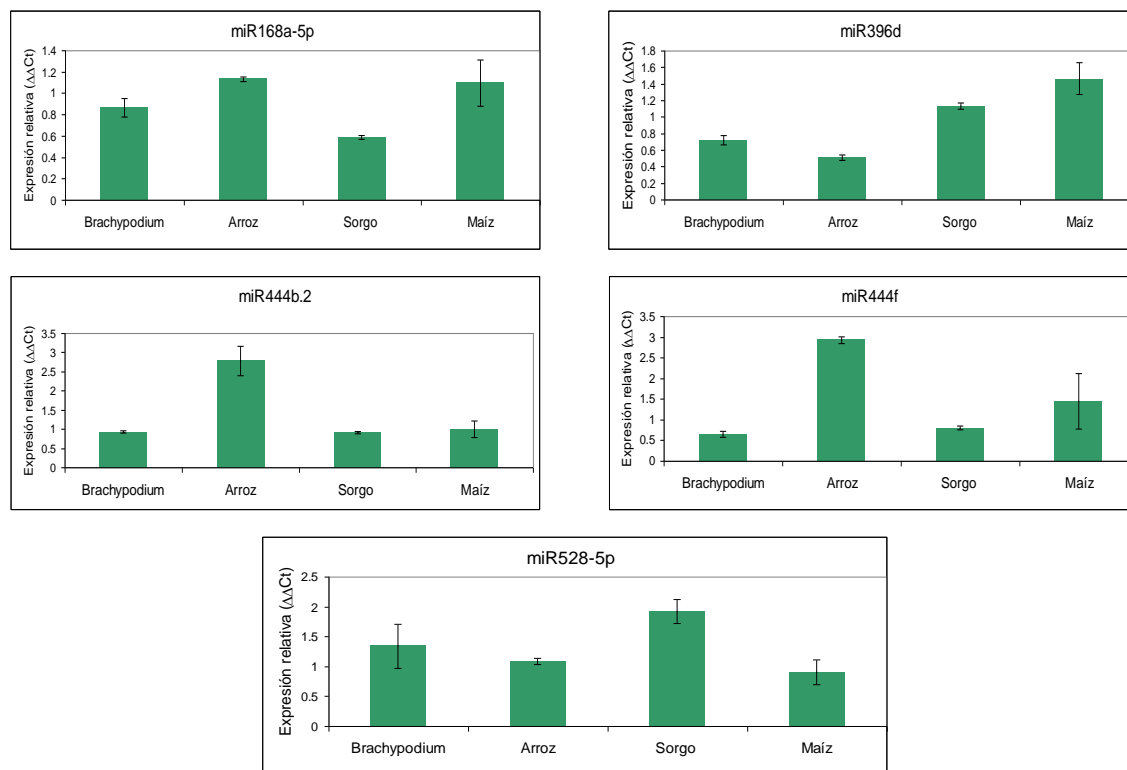 miR168a-5p
Expresión relativa (ΔΔCt)
1.4
1.2
1
0.8
0.6
0.4
0.2
0
Brachypodium Arroz Sorgo Maíz
miR396d
Expresión relativa (ΔΔCt)
1.8
1.6
1.4
1.2
1
0.8
0.6
0.4
0.2
0
Brachypodium Arroz Sorgo Maíz
miR444b.2
Expresión relativa (ΔΔCt)
3.5
3
2.5
2
1.5
1
0.5
0
Brachypodium Arroz Sorgo Maíz
miR444f
Expresión relativa (ΔΔCt)
3.5
3
2.5
2
1.5
1
0.5
0
Brachypodium Arroz Sorgo Maíz
miR528-5p
Expresión relativa (ΔΔCt)
2.5
2
1.5
1
0.5
0
Brachypodium Arroz Sorgo Maíz